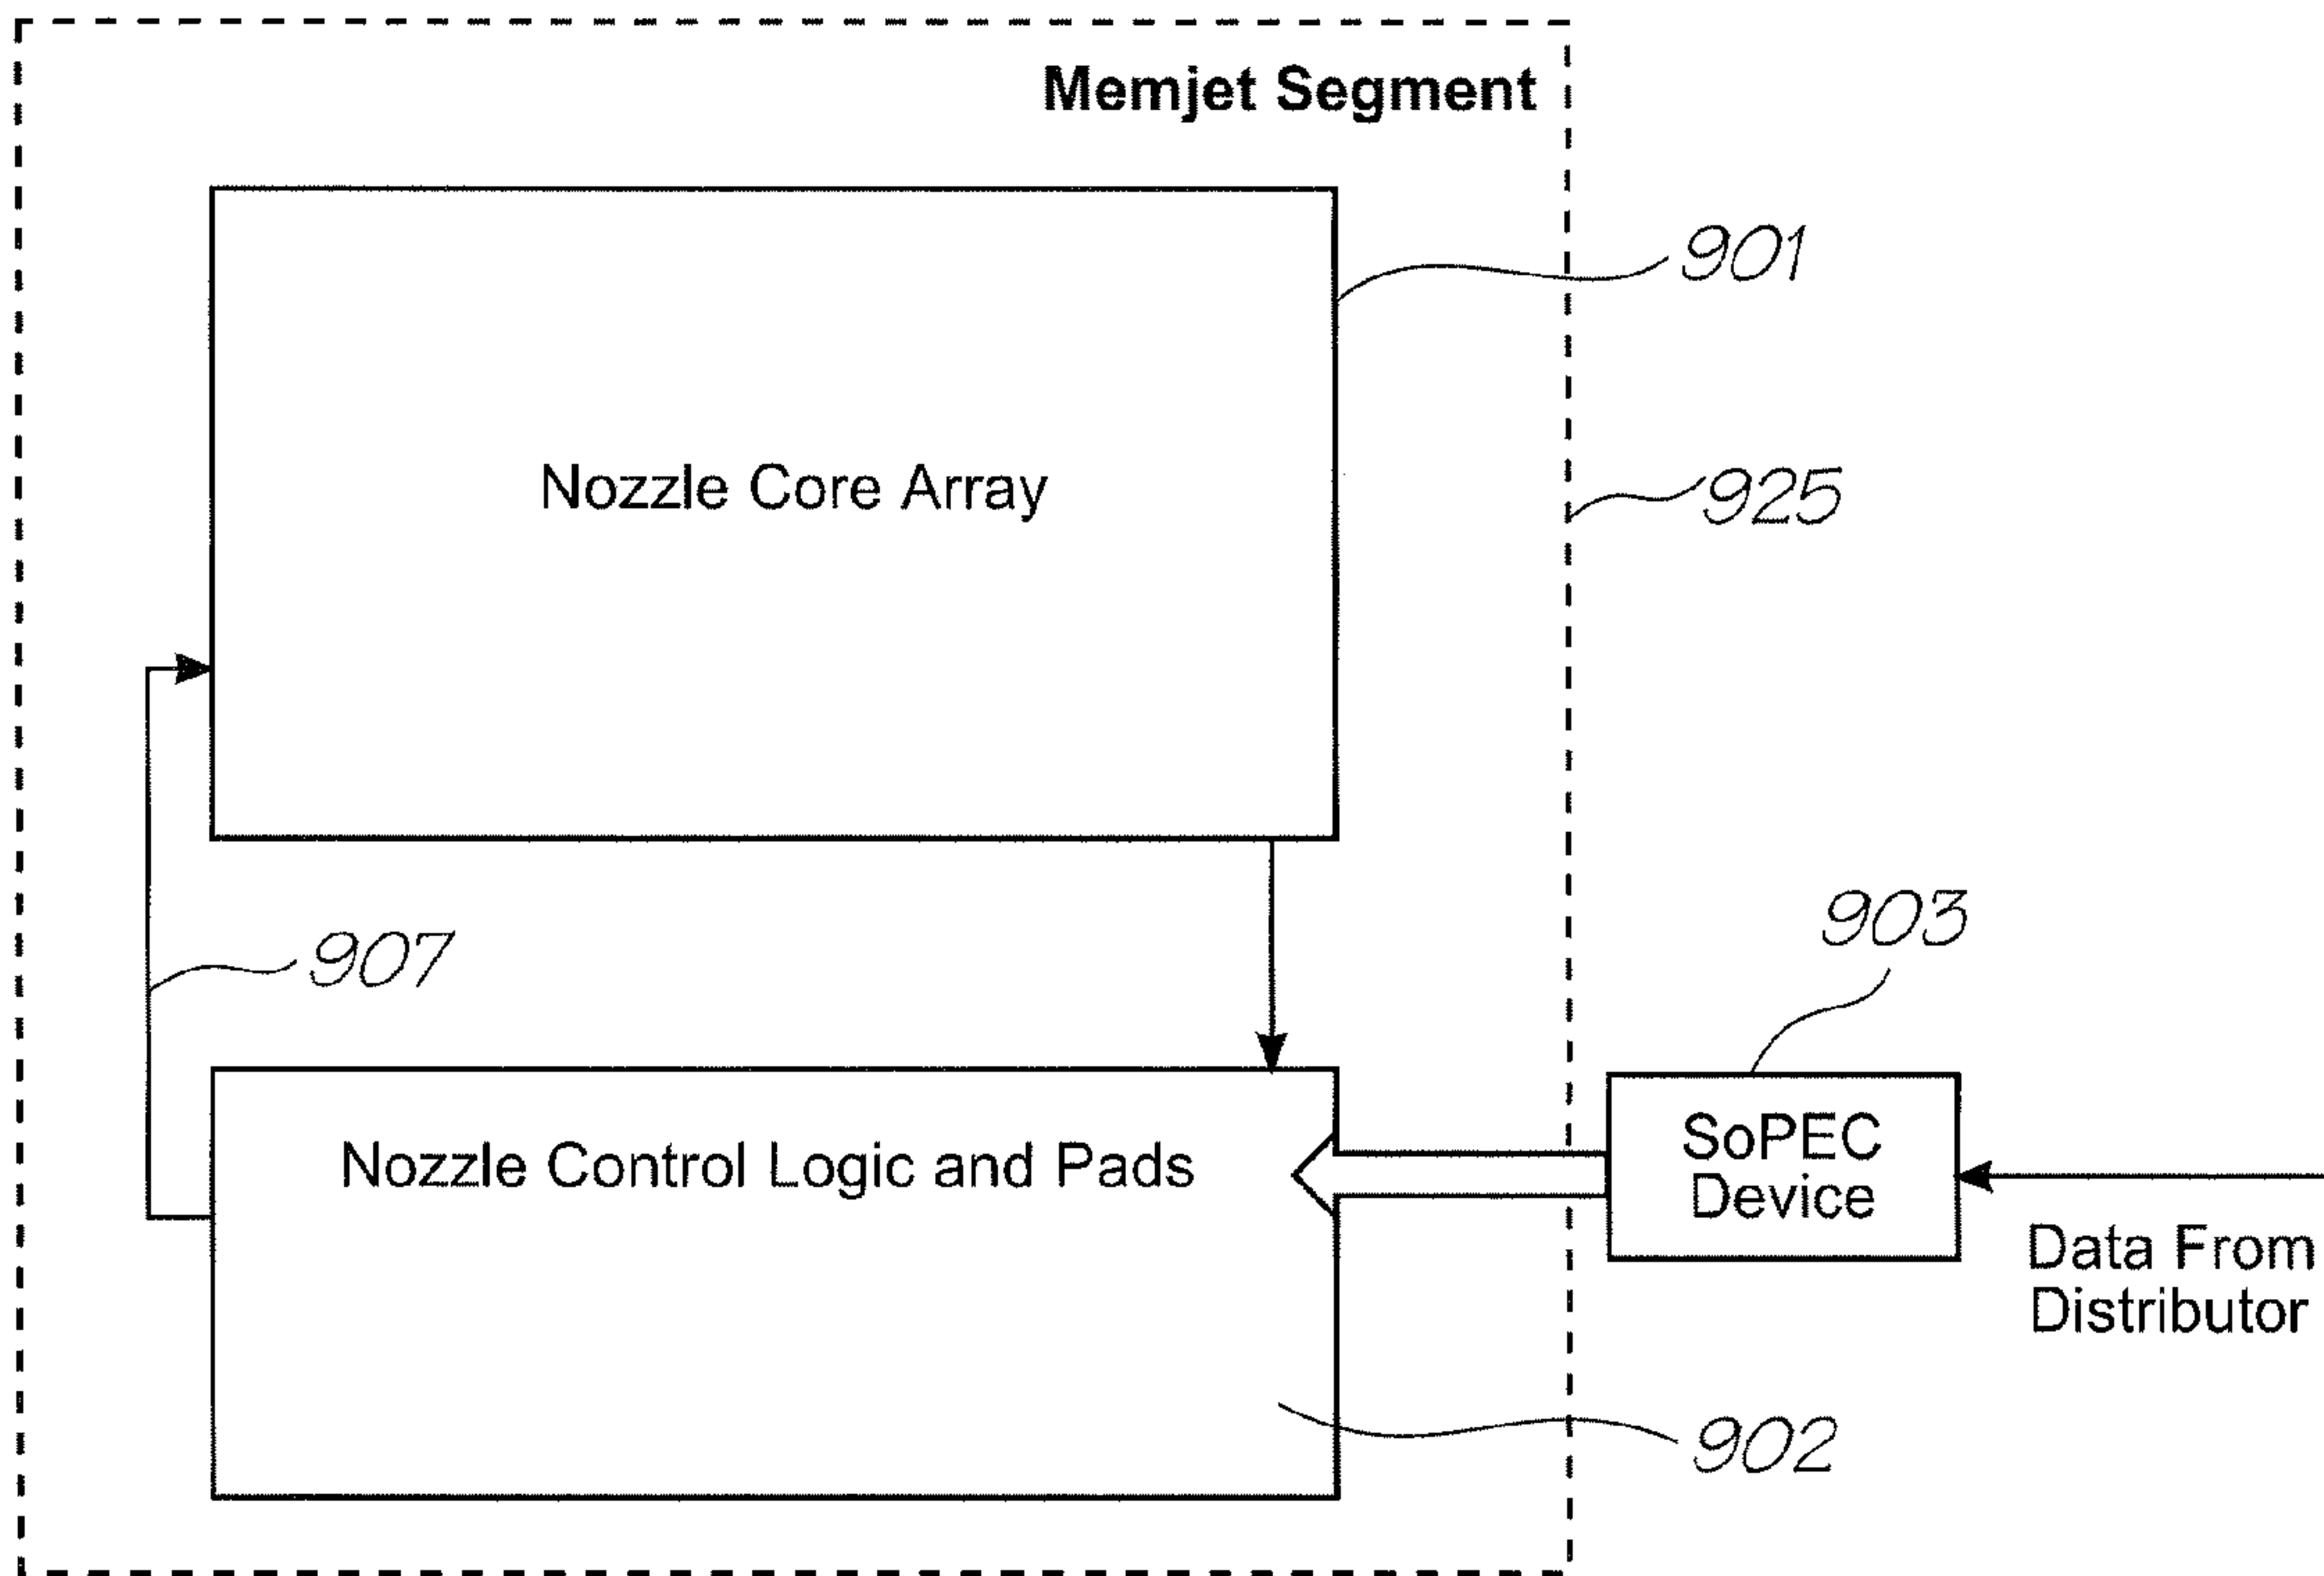 Memjet Segment
901
Nozzle Core Array
925
903
907
Nozzle Control Logic and Pads
SoPEC
Device
Data From
Distributor
902